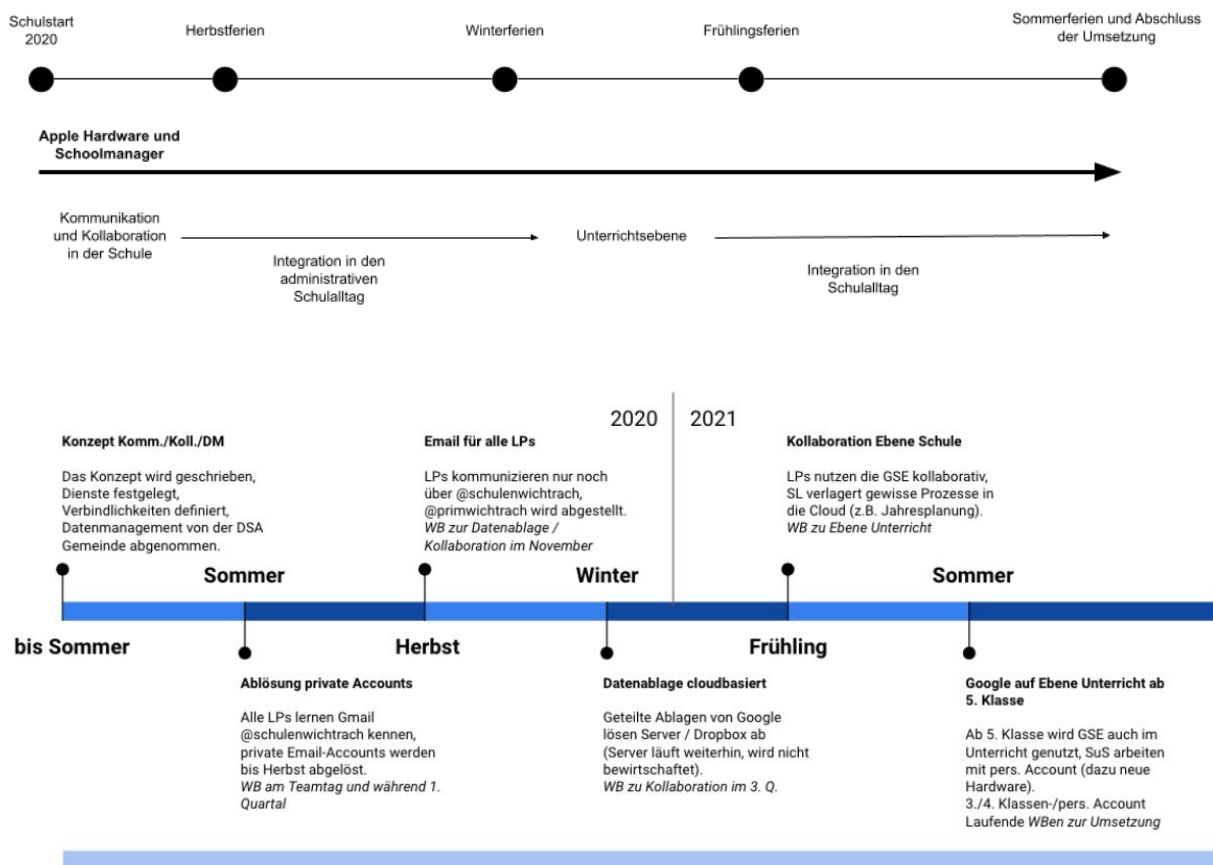 Schulstart
2020
Herbstferien
Winterferien
Frühlingsferien
Sommerferien und Abschluss
der Umsetzung
Apple Hardware und
Schoolmanager
Kommunikation
und Kollaboration
in der Schule
Integration in den
administrativen
Schulalltag
Unterrichtsebene
Integration in den
Schulalltag
2020
2021
Konzept Komm./Koll./DM
Das Konzept wird geschrieben,
Dienste festgelegt,
Verbindlichkeiten definiert,
Datenmanagement von der DSA
Gemeinde abgenommen.
Email für alle LPs
LPs kommunizieren nur noch
über @schulenwichtrach,
@primwichtrach wird abgestellt.
WB zur Datenablage /
Kollaboration im November
Kollaboration Ebene Schule
LPs nutzen die GSE kollaborativ,
SL verlagert gewisse Prozesse in
die Cloud (z.B. Jahresplanung).
WB zu Ebene Unterricht
Sommer
Winter
Sommer
bis Sommer
Herbst
Frühling
Ablösung private Accounts
Alle LPs lernen Gmail
@schulenwichtrach kennen,
private Email-Accounts werden
bis Herbst abgelöst.
WB am Teamtag und während 1.
Quartal
Datenablage cloudbasiert
Geteilte Ablagen von Google
lösen Server / Dropbox ab
(Server läuft weiterhin, wird nicht
bewirtschaftet).
WB zu Kollaboration im 3. Q.
Google auf Ebene Unterricht ab
5. Klasse
Ab 5. Klasse wird GSE auch im
Unterricht genutzt, SuS arbeiten
mit pers. Account (dazu neue
Hardware).
3./4. Klassen-/pers. Account
Laufende WBen zur Umsetzung